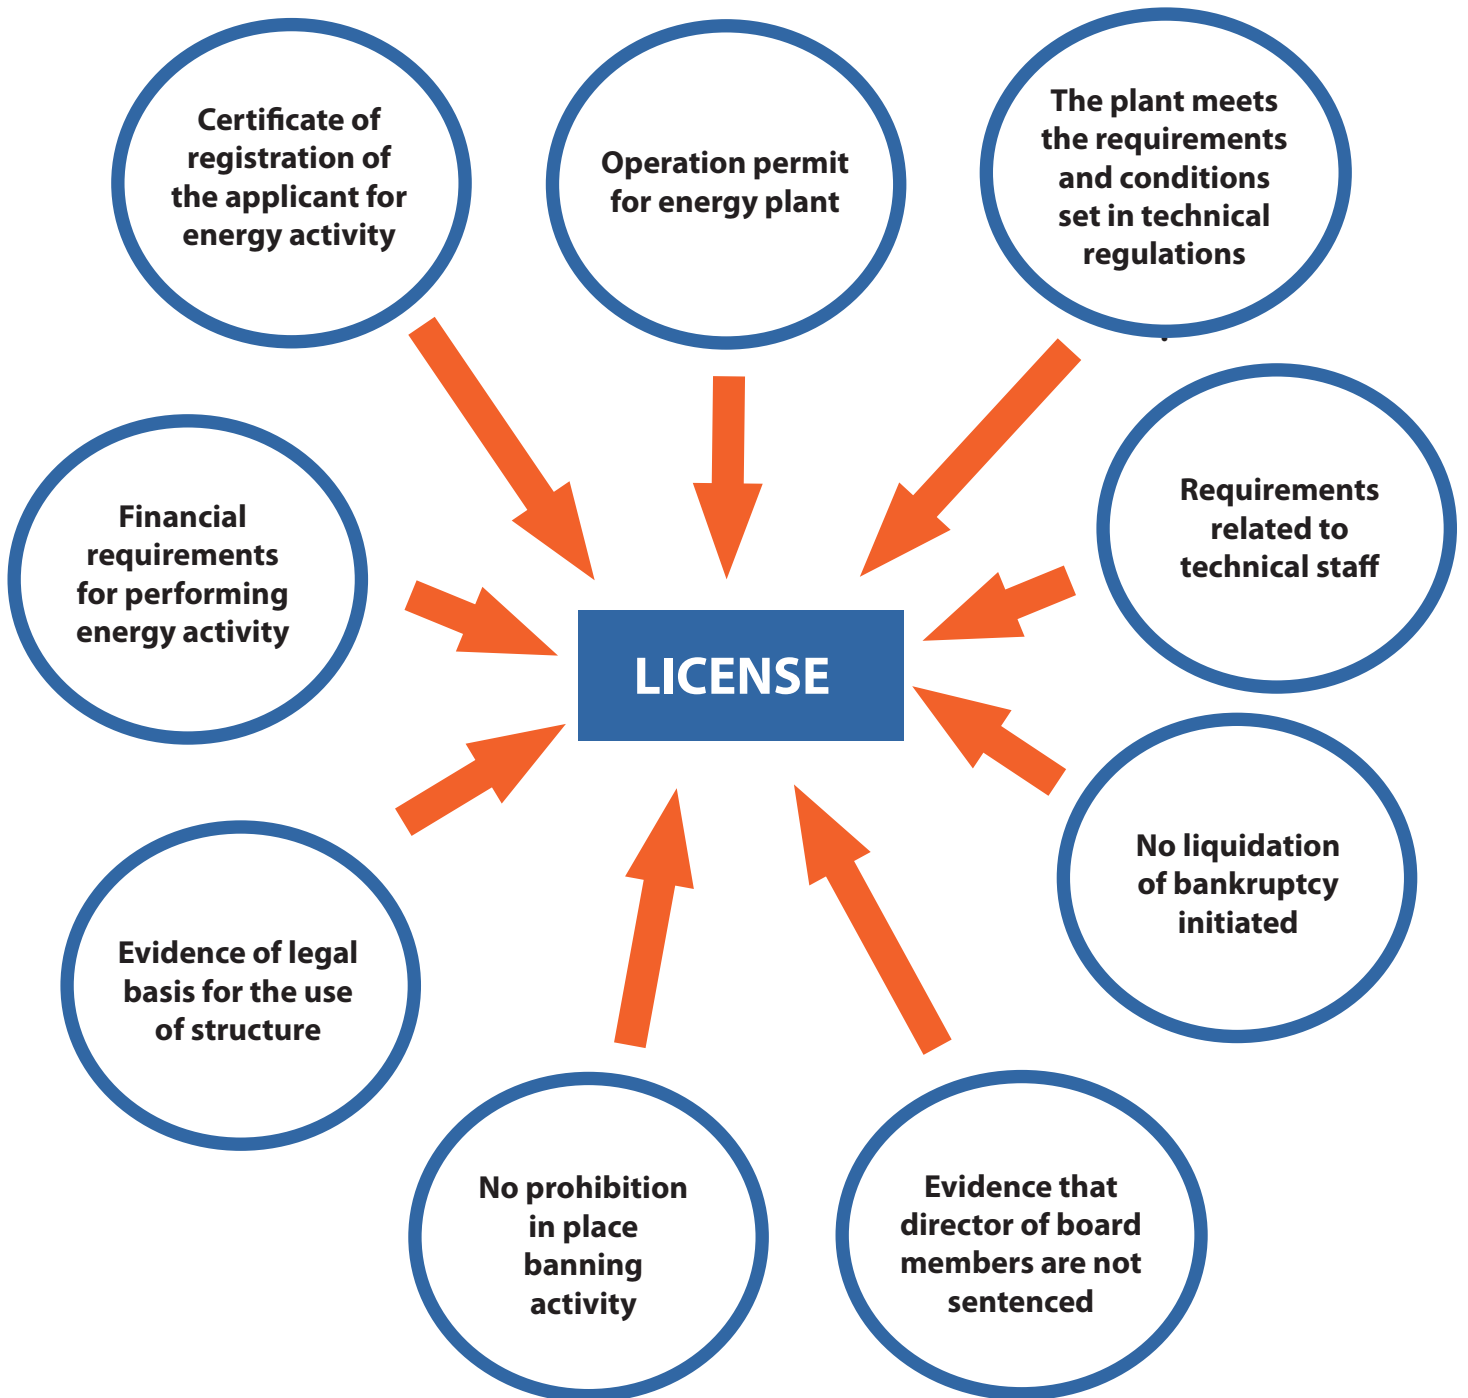 Certificate of
registration of
the applicant for
energy activity
Operation permit
for energy plant
The plant meets
the requirements
and conditions
set in technical
regulations
Financial
requirements
for performing
energy activity
Requirements
related to
technical staff
LICENSE
No liquidation
of bankruptcy
initiated
Evidence of legal
basis for the use
of structure
No prohibition
in place
banning
activity
Evidence that
director of board
members are not
sentenced